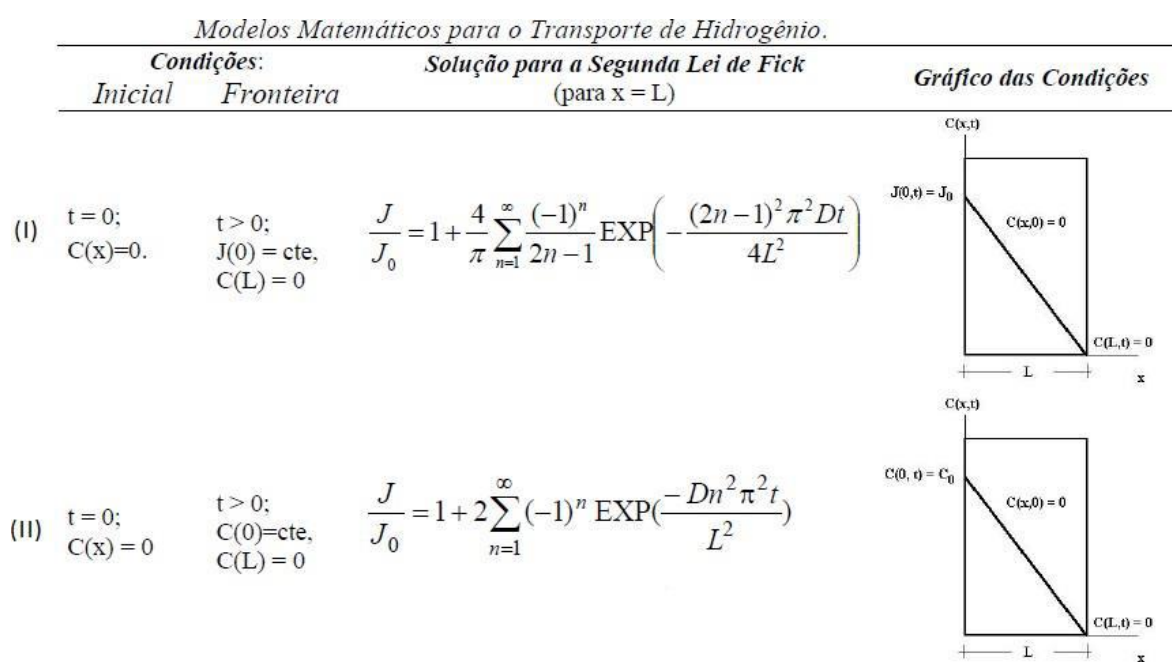 Modelos Matemáticos para o Transporte de Hidrogênio.
Condições: Solução para a Segunda Lei de Fick Gráfico das Condições
Inicial Fronteira (para x = L)
C(x,t)
(I) t = 0;
C(x)=0.
t > 0;
J(0) = cte,
C(L) = 0
J/J₀ = 1 + 4/π ∑_{n=1}^{∞} (-1)ⁿ/(2n − 1) EXP(− (2n − 1)²π²Dt / 4L²)
J(0,t) = J₀
C(x,0) = 0
C(L,t) = 0
L
x
C(x,t)
(II) t = 0;
C(x) = 0
t > 0;
C(0)=cte,
C(L) = 0
J/J₀ = 1 + 2∑_{n=1}^{∞} (−1)ⁿ EXP(−Dn²π²t / L²)
C(0, t) = C₀
C(x,0) = 0
C(L,t) = 0
L
x